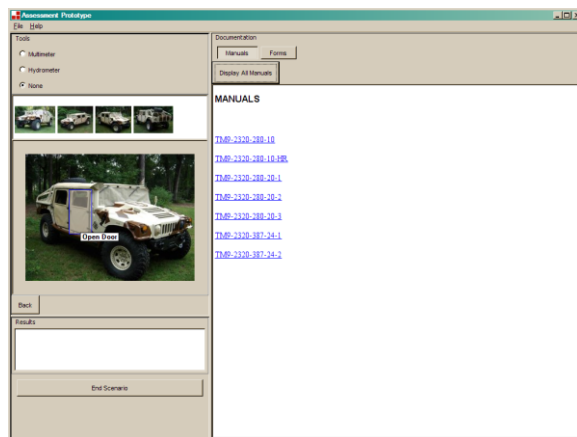 Assessment Prototype
File Help
Tools
Multimeter
Hydrometer
None
Open Door
Back
Results
End Scenario
Documentation
Manuals Forms
Display All Manuals
MANUALS
TM9-2320-280-10
TM9-2320-280-10-HR
TM9-2320-280-20-1
TM9-2320-280-20-2
TM9-2320-280-20-3
TM9-2320-387-24-1
TM9-2320-387-24-2